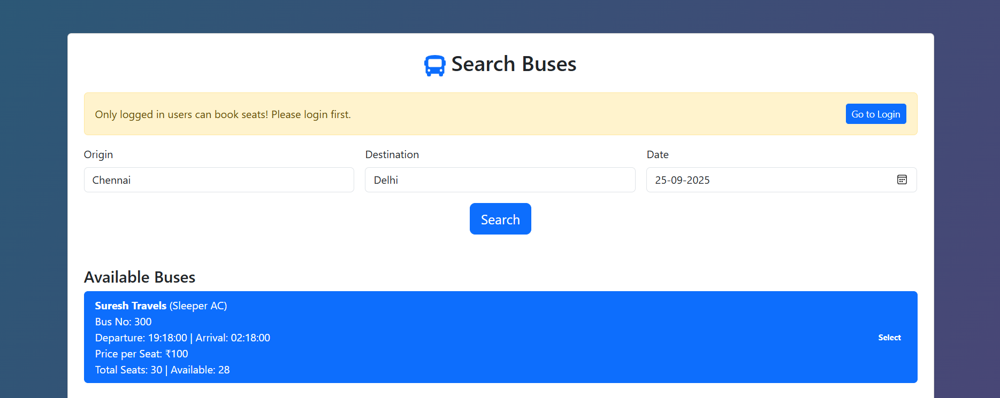 Search Buses
Only logged in users can book seats! Please login first.
Go to Login
Origin
Destination
Date
Chennai
Delhi
25-09-2025
Search
Available Buses
Suresh Travels (Sleeper AC)
Bus No: 300
Departure: 19:18:00 | Arrival: 02:18:00
Select
Price per Seat: ₹100
Total Seats: 30 | Available: 28